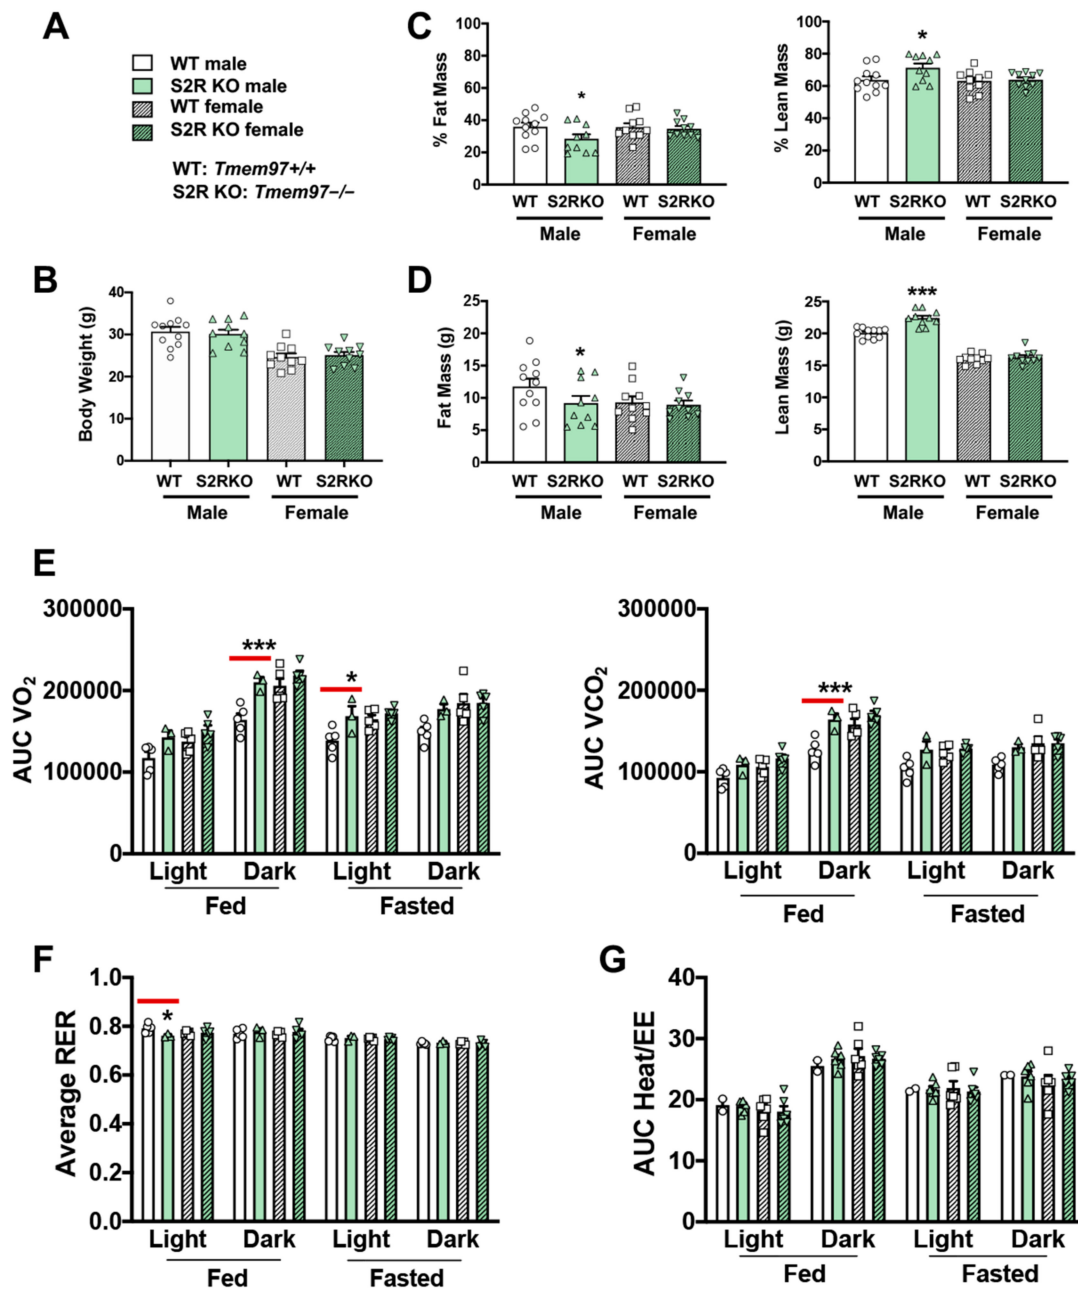 A
WT male
S2R KO male
WT female
S2R KO female
WT: Tmem97+/+
S2R KO: Tmem97−/−
B
Body Weight (g)
40
30
20
10
0
WT S2RKO WT S2RKO
Male Female
C
% Fat Mass
100
80
60
40
20
0
*
WT S2RKO WT S2RKO
Male Female
% Lean Mass
100
80
60
40
20
0
*
WT S2RKO WT S2RKO
Male Female
D
Fat Mass (g)
25
20
15
10
5
0
*
WT S2RKO WT S2RKO
Male Female
Lean Mass (g)
25
20
15
10
5
0
***
WT S2RKO WT S2RKO
Male Female
E
AUC VO2
300000
200000
100000
0
***
*
Light Dark Light Dark
Fed Fasted
AUC VCO2
300000
200000
100000
0
***
Light Dark Light Dark
Fed Fasted
F
Average RER
1.0
0.8
0.6
0.4
0.2
0.0
*
Light Dark Light Dark
Fed Fasted
G
AUC Heat/EE
40
30
20
10
0
Light Dark Light Dark
Fed Fasted